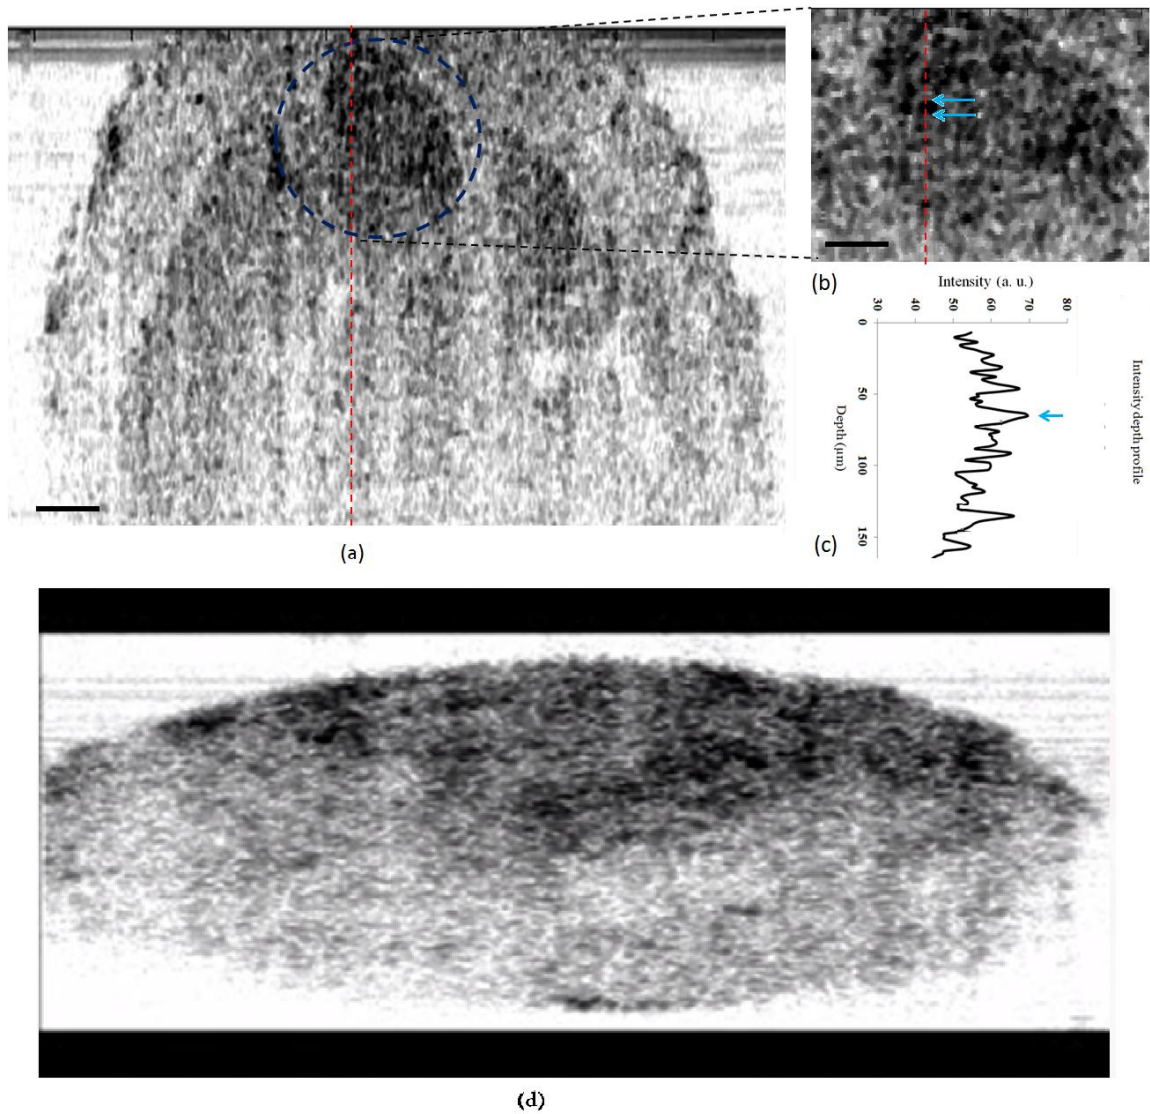 (a)
(b)
Intensity (a. u.)
30 40 50 60 70 80
0
50
100
150
Depth (μm)
Intensity depth profile
(c)
(d)